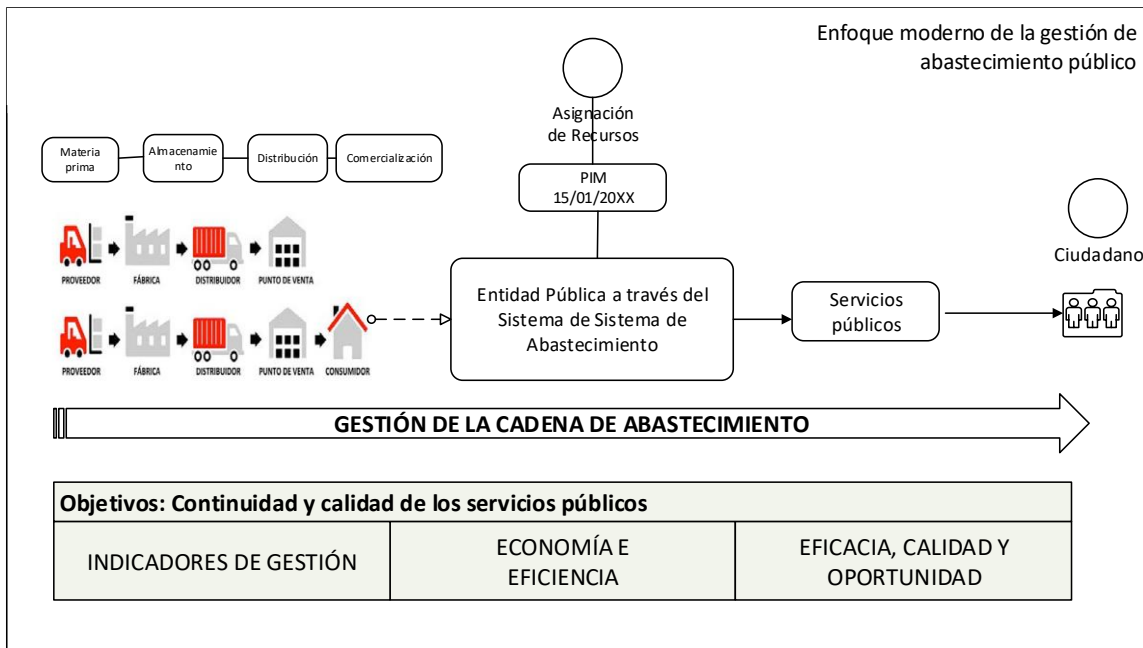 Enfoque moderno de la gestión de
abastecimiento público
Asignación
de Recursos
Materia
prima
Almacenamie
nto
Distribución
Comercialización
PIM
15/01/20XX
Ciudadano
PROVEEDOR
FÁBRICA
DISTRIBUIDOR
PUNTO DE VENTA
Entidad Pública a través del
Sistema de Sistema de
Abastecimiento
Servicios
públicos
PROVEEDOR
FÁBRICA
DISTRIBUIDOR
PUNTO DE VENTA
CONSUMIDOR
GESTIÓN DE LA CADENA DE ABASTECIMIENTO
Objetivos: Continuidad y calidad de los servicios públicos
INDICADORES DE GESTIÓN
ECONOMÍA E
EFICIENCIA
EFICACIA, CALIDAD Y
OPORTUNIDAD